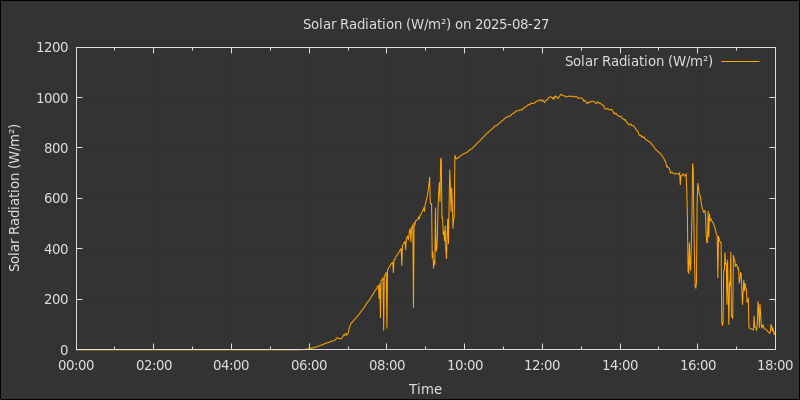 Solar Radiation (W/m²) on 2025-08-27
Solar Radiation (W/m²)
Solar Radiation (W/m²)
1200
1000
800
600
400
200
0
00:00 02:00 04:00 06:00 08:00 10:00 12:00 14:00 16:00 18:00
Time